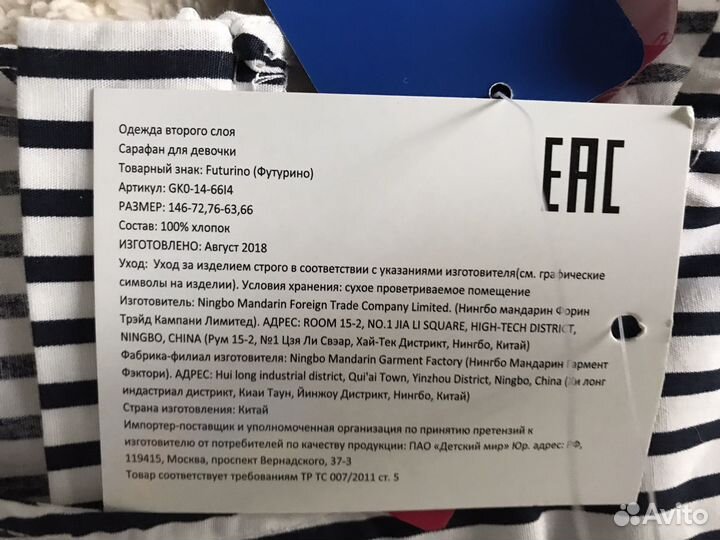 Одежда второго слоя
Сарафан для девочки
Товарный знак: Futurino (Футурино)
Артикул: GK0-14-66I4
РАЗМЕР: 146-72,76-63,66
Состав: 100% хлопок
ИЗГОТОВЛЕНО: Август 2018
EAC
Уход: Уход за изделием строго в соответствии с указаниями изготовителя(см. графические
символы на изделии). Условия хранения: сухое проветриваемое помещение
Изготовитель: Ningbo Mandarin Foreign Trade Company Limited. (Нингбо мандарин Форин
Трэйд Кампани Лимитед). АДРЕС: ROOM 15-2, NO.1 JIA LI SQUARE, HIGH-TECH DISTRICT,
NINGBO, CHINA (Рум 15-2, №1 Цзя Ли Свэар, Хай-Тек Дистрикт, Нингбо, Китай)
Фабрика-филиал изготовителя: Ningbo Mandarin Garment Factory (Нингбо Мандарин Гармент
Фэктори). АДРЕС: Hui long industrial district, Qui'ai Town, Yinzhou District, Ningbo, China (Хи лонг
индастриал дистрикт, Киаи Таун, Йинжоу Дистрикт, Нингбо, Китай)
Страна изготовления: Китай
Импортер-поставщик и уполномоченная организация по принятию претензий к
изготовителю от потребителей по качеству продукции: ПАО «Детский мир» Юр. адрес: РФ,
119415, Москва, проспект Вернадского, 37-3
Товар соответствует требованиям ТР ТС 007/2011 ст. 5
Avito